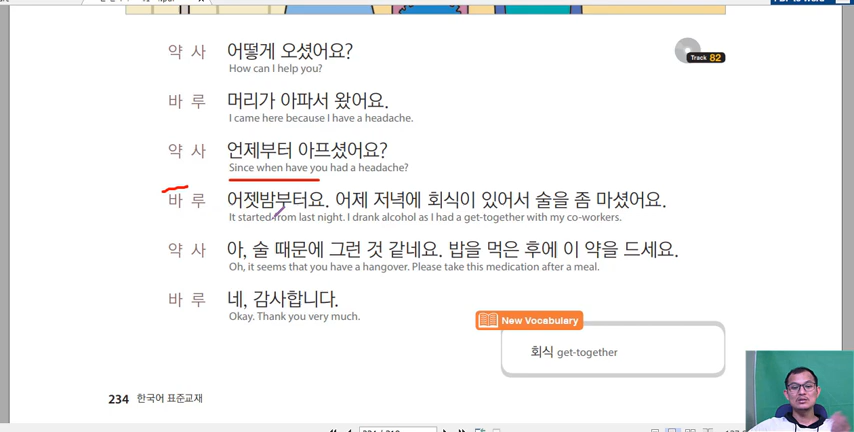 약 사 어떻게 오셨어요?
How can I help you?
Track 82
바 루 머리가 아파서 왔어요.
I came here because I have a headache.
약 사 언제부터 아프셨어요?
Since when have you had a headache?
바 루 어젯밤부터요. 어제 저녁에 회식이 있어서 술을 좀 마셨어요.
It started from last night. I drank alcohol as I had a get-together with my co-workers.
약 사 아, 술 때문에 그런 것 같네요. 밥을 먹은 후에 이 약을 드세요.
Oh, it seems that you have a hangover. Please take this medication after a meal.
바 루 네, 감사합니다.
Okay. Thank you very much.
New Vocabulary
회식 get-together
234 한국어 표준교재